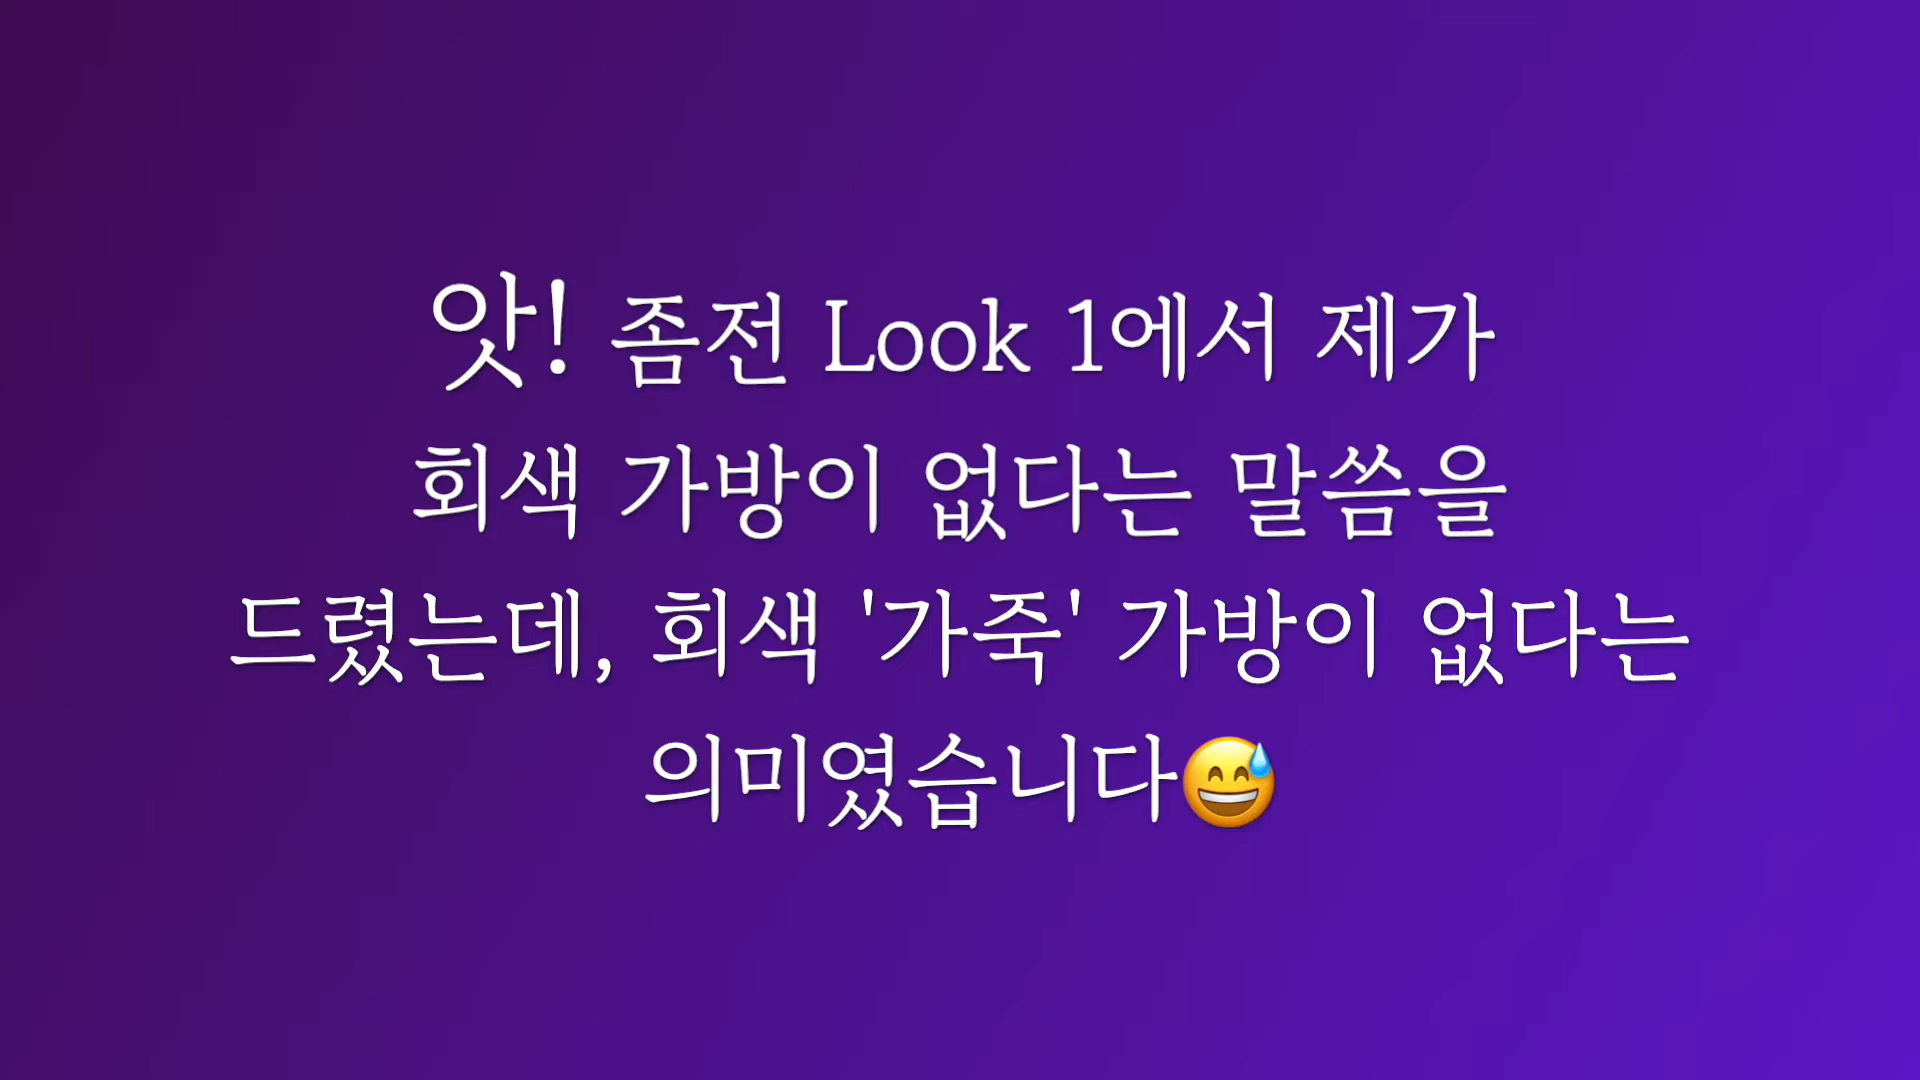 앗! 좀전 Look 1에서 제가
회색 가방이 없다는 말씀을
드렸는데, 회색 '가죽' 가방이 없다는
의미였습니다😅